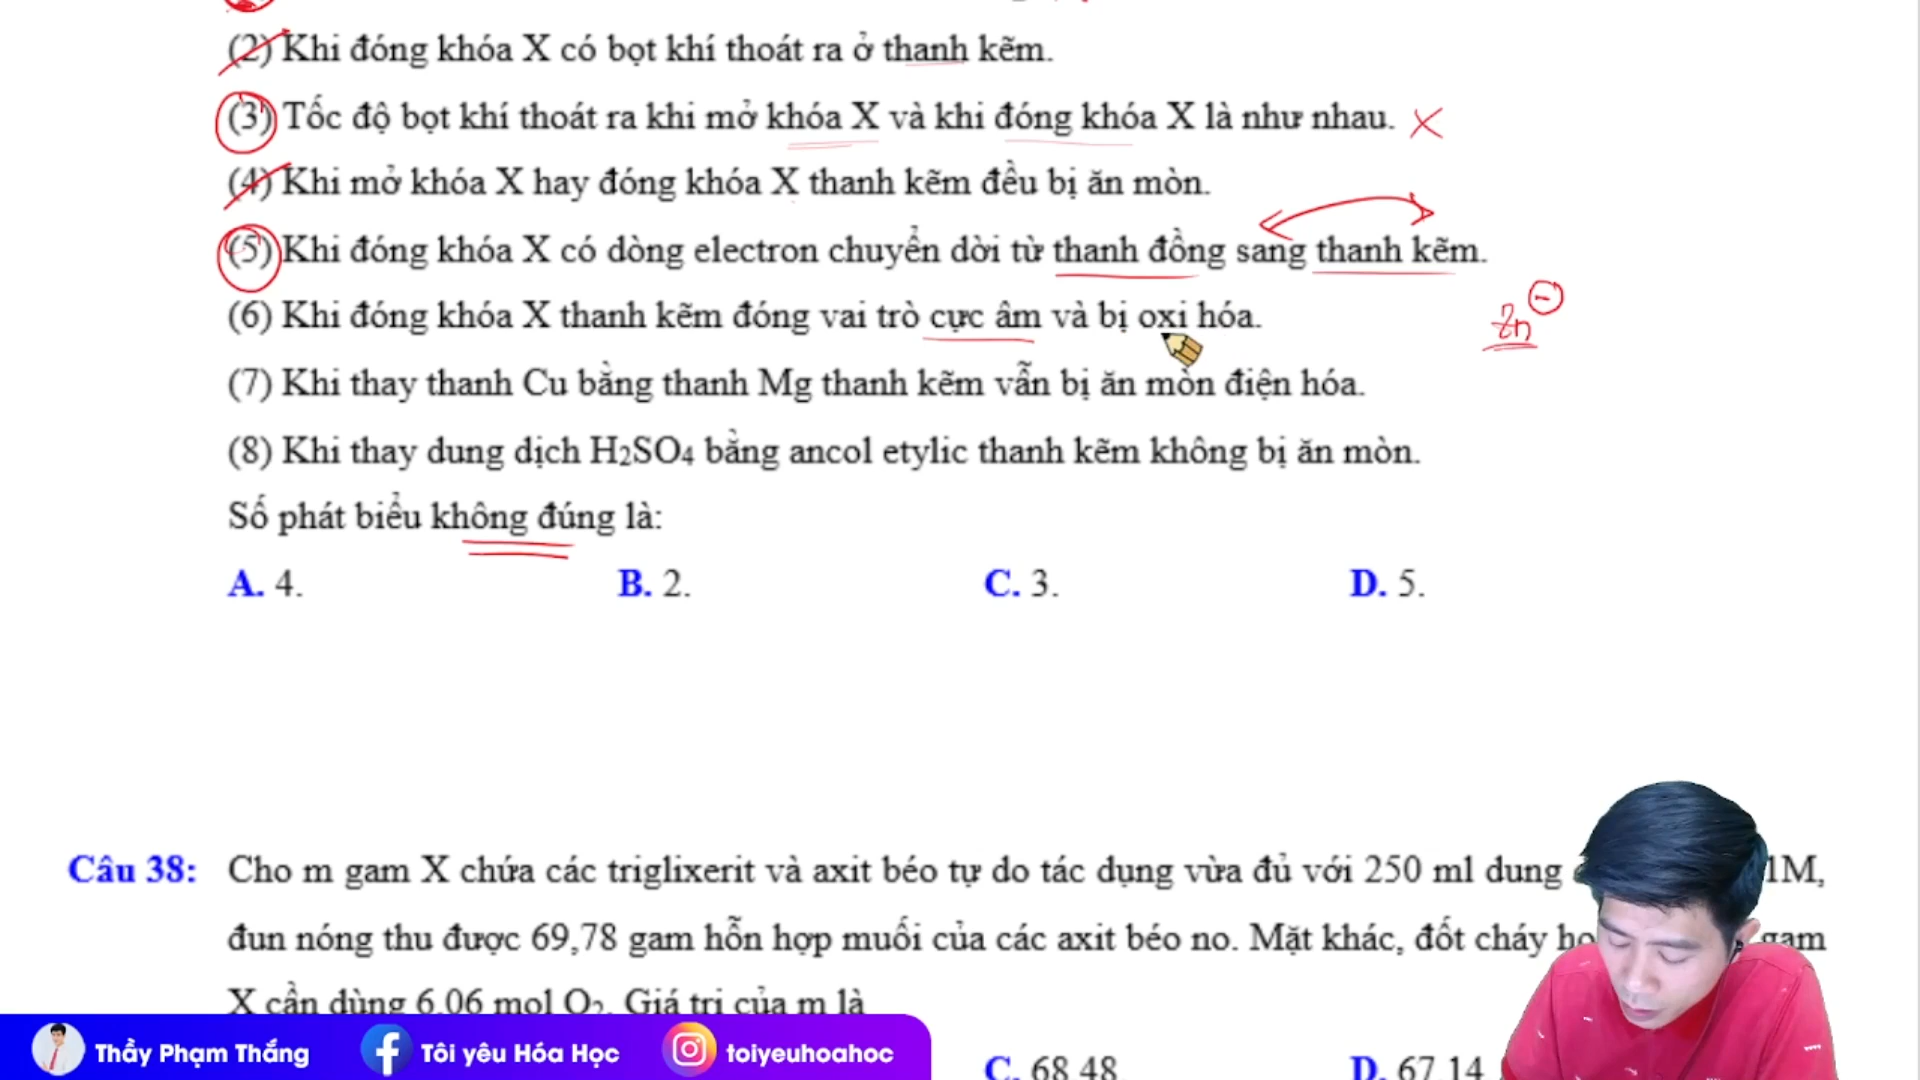 (2) Khi đóng khóa X có bọt khí thoát ra ở thanh kẽm.
(3) Tốc độ bọt khí thoát ra khi mở khóa X và khi đóng khóa X là như nhau. X
(4) Khi mở khóa X hay đóng khóa X thanh kẽm đều bị ăn mòn.
(5) Khi đóng khóa X có dòng electron chuyển dời từ thanh đồng sang thanh kẽm.
(6) Khi đóng khóa X thanh kẽm đóng vai trò cực âm và bị oxi hóa.
Zn −
(7) Khi thay thanh Cu bằng thanh Mg thanh kẽm vẫn bị ăn mòn điện hóa.
(8) Khi thay dung dịch H₂SO₄ bằng ancol etylic thanh kẽm không bị ăn mòn.
Số phát biểu không đúng là:
A. 4. B. 2. C. 3. D. 5.
Câu 38: Cho m gam X chứa các triglixerit và axit béo tự do tác dụng vừa đủ với 250 ml dung 1M,
đun nóng thu được 69,78 gam hỗn hợp muối của các axit béo no. Mặt khác, đốt cháy gam
X cần dùng 6,06 mol O₂. Giá trị của m là
C. 68,48. D. 67,14.
Thầy Phạm Thắng Tôi yêu Hóa Học toiyeuhoahoc